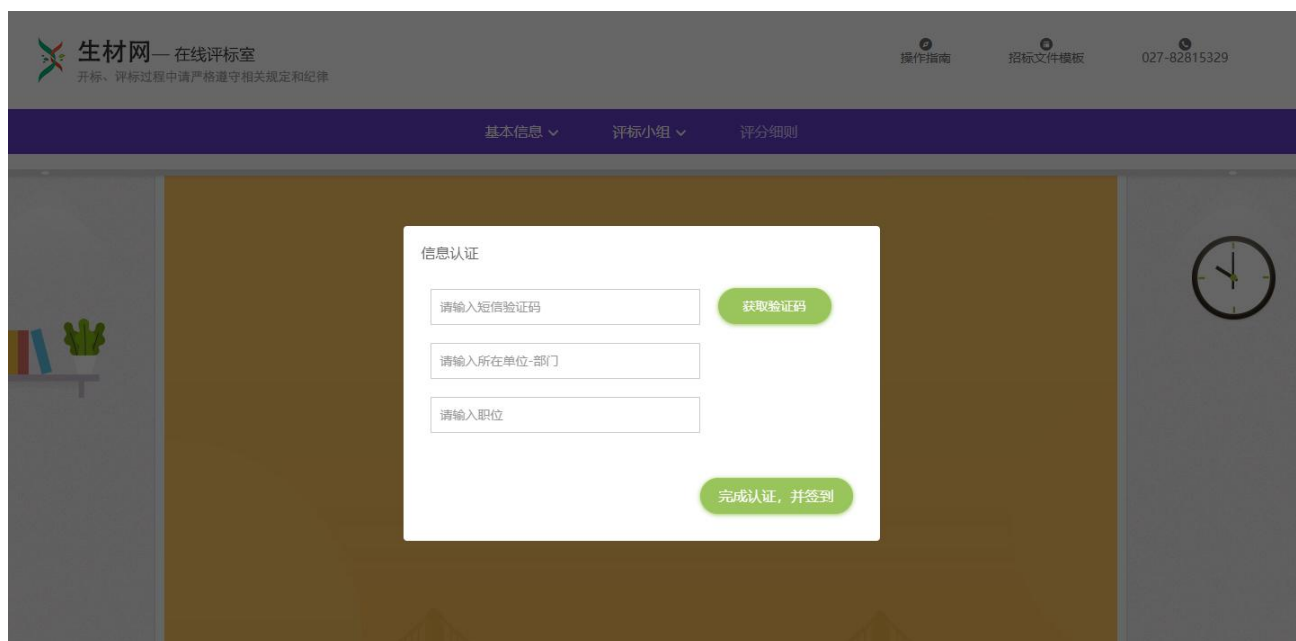 生材网— 在线评标室
开标、评标过程中请严格遵守相关规定和纪律
操作指南
招标文件模板
027-82815329
基本信息
评标小组
评分细则
信息认证
请输入短信验证码
获取验证码
请输入所在单位-部门
请输入职位
完成认证，并签到